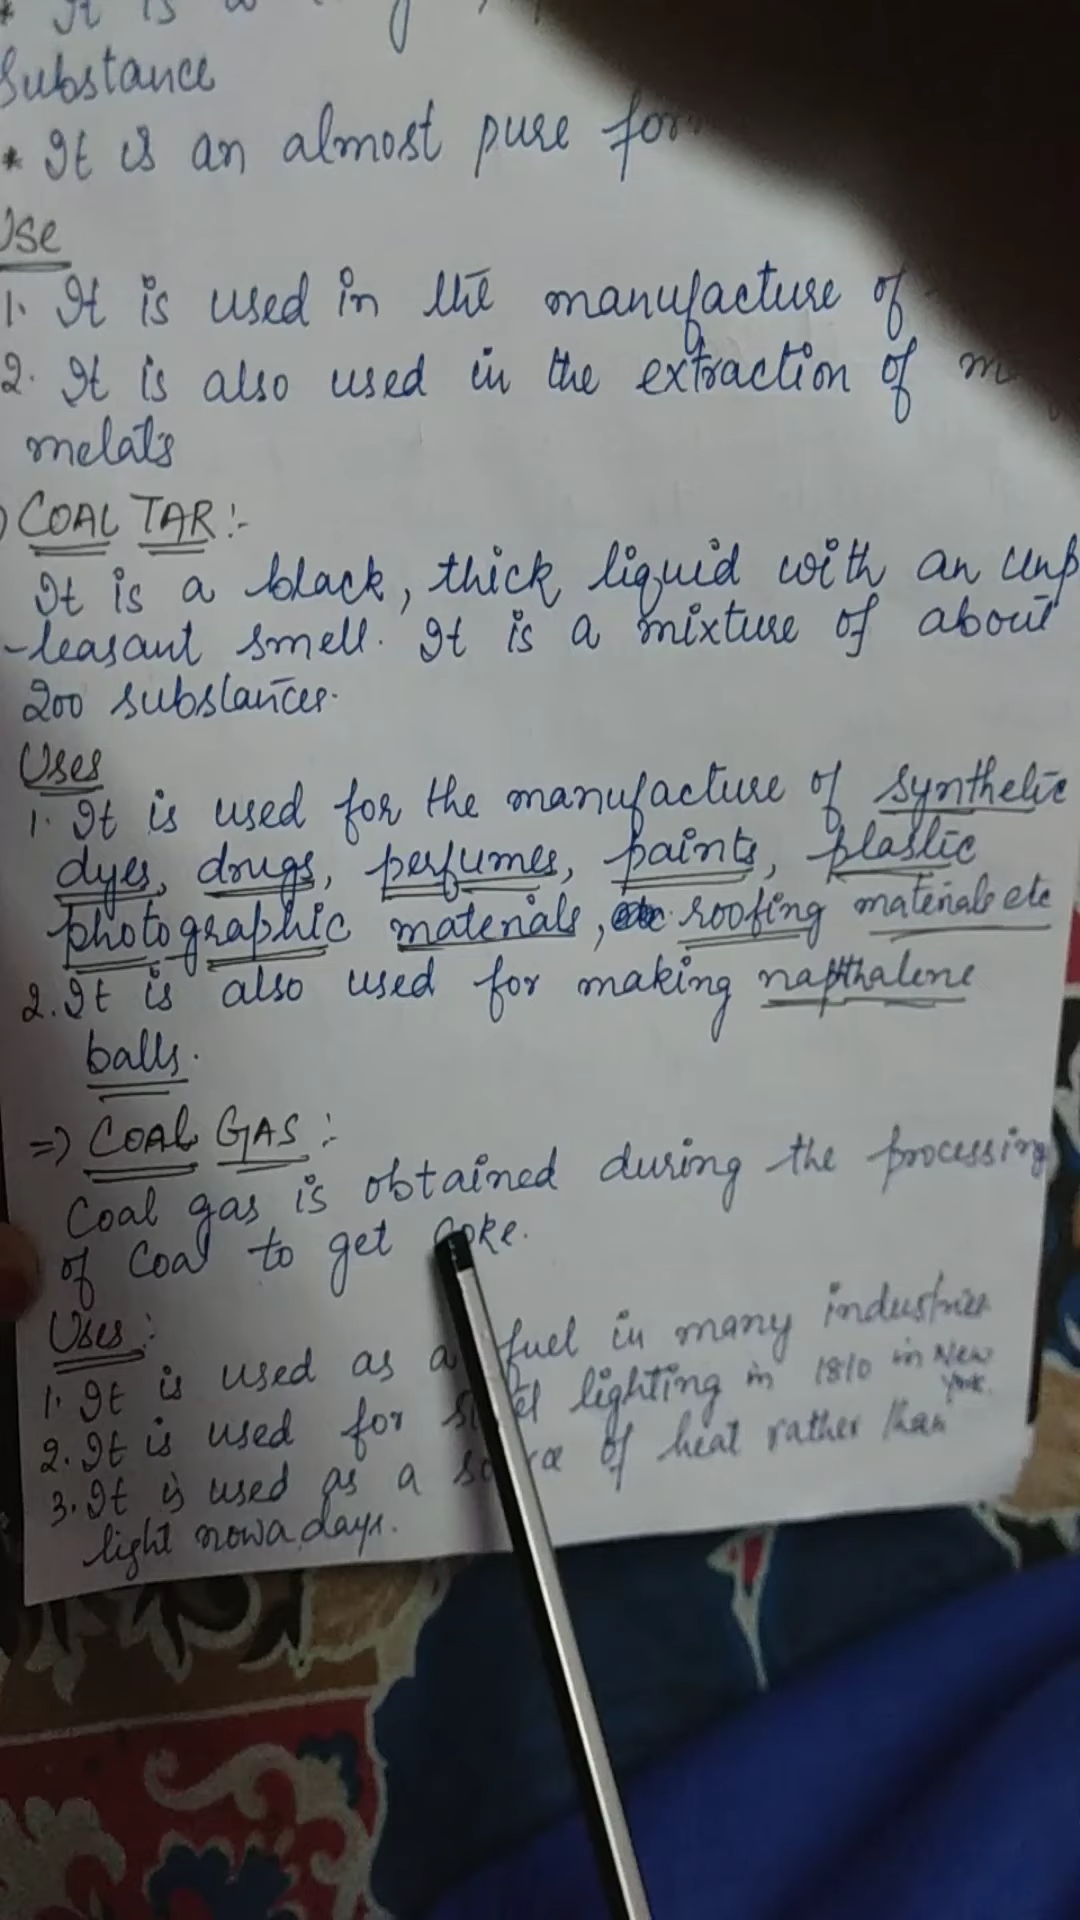 * It is a
Substance
* It is an almost pure for
Use
1. It is used in the manufacture of
2. It is also used in the extraction of
melats
COAL TAR :-
It is a black, thick liquid with an unp
-leasant smell. It is a mixture of about
200 substances.
Uses
1. It is used for the manufacture of synthetic
dyes, drugs, perfumes, paints, plastic
photographic materials, roofing materials etc
2. It is also used for making napthalene
balls.
=> COAL GAS :
Coal gas is obtained during the processing
of Coal to get Coke.
Uses :
1. It is used as a fuel in many industries
2. It is used for lighting in 1810 in New
York.
3. It is used as a of heat rather than
light nowadays.